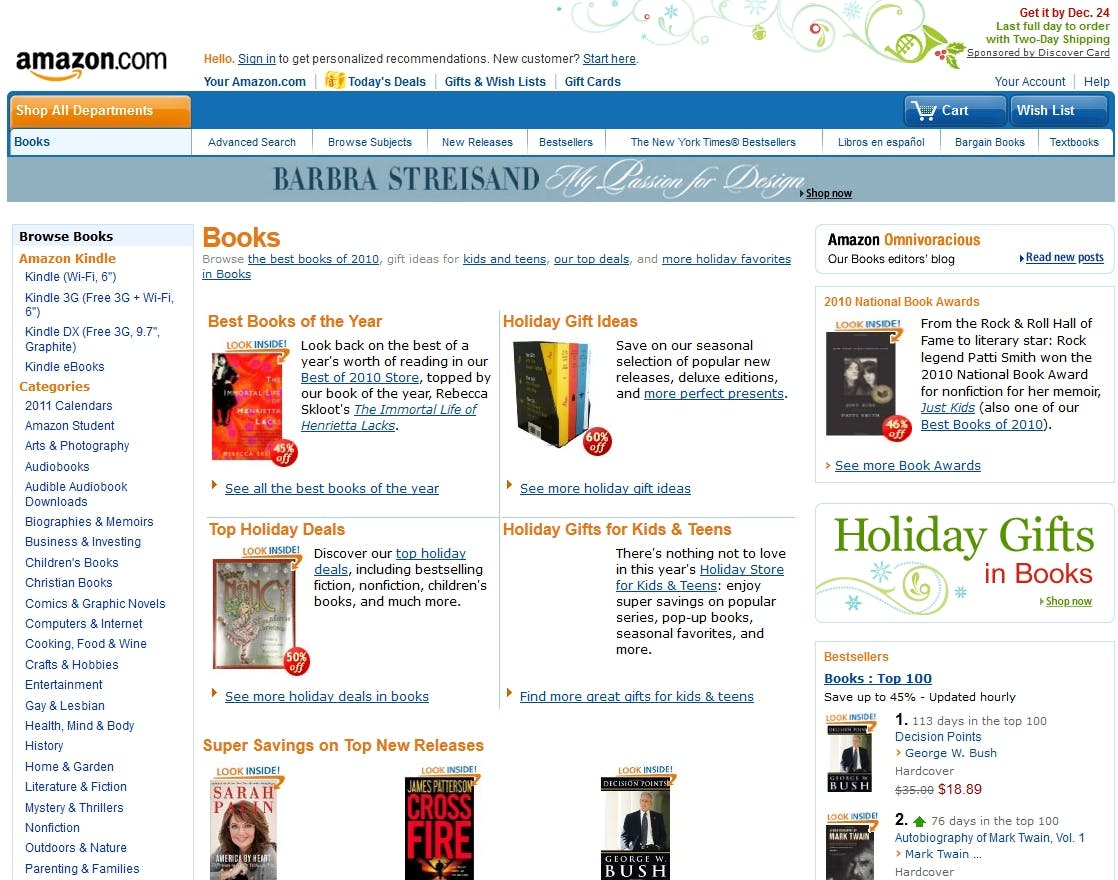 Get it by Dec. 24
Last full day to order
with Two-Day Shipping
Sponsored by Discover Card
amazon.com
Hello. Sign in to get personalized recommendations. New customer? Start here.
Your Amazon.com Today's Deals Gifts & Wish Lists Gift Cards Your Account Help
Shop All Departments Cart Wish List
Books Advanced Search Browse Subjects New Releases Bestsellers The New York Times® Bestsellers Libros en español Bargain Books Textbooks
BARBRA STREISAND My Passion for Design Shop now
Browse Books
Amazon Kindle
Kindle (Wi-Fi, 6")
Kindle 3G (Free 3G + Wi-Fi,
6")
Kindle DX (Free 3G, 9.7",
Graphite)
Kindle eBooks
Categories
2011 Calendars
Amazon Student
Arts & Photography
Audiobooks
Audible Audiobook
Downloads
Biographies & Memoirs
Business & Investing
Children's Books
Christian Books
Comics & Graphic Novels
Computers & Internet
Cooking, Food & Wine
Crafts & Hobbies
Entertainment
Gay & Lesbian
Health, Mind & Body
History
Home & Garden
Literature & Fiction
Mystery & Thrillers
Nonfiction
Outdoors & Nature
Parenting & Families
Books
Browse the best books of 2010, gift ideas for kids and teens, our top deals, and more holiday favorites
in Books
Best Books of the Year
LOOK INSIDE!
THE
IMMORTAL LIFE
OF
HENRIETTA
LACKS
45%
off
Look back on the best of a
year's worth of reading in our
Best of 2010 Store, topped by
our book of the year, Rebecca
Skloot's The Immortal Life of
Henrietta Lacks.
See all the best books of the year
Holiday Gift Ideas
60%
off
Save on our seasonal
selection of popular new
releases, deluxe editions,
and more perfect presents.
See more holiday gift ideas
Top Holiday Deals
LOOK INSIDE!
Fancy
NANCY
50%
off
Discover our top holiday
deals, including bestselling
fiction, nonfiction, children's
books, and much more.
See more holiday deals in books
Holiday Gifts for Kids & Teens
There's nothing not to love
in this year's Holiday Store
for Kids & Teens: enjoy
super savings on popular
series, pop-up books,
seasonal favorites, and
more.
Find more great gifts for kids & teens
Super Savings on Top New Releases
LOOK INSIDE!
SARAH
PALIN
AMERICA BY HEART
LOOK INSIDE!
JAMES PATTERSON
CROSS
FIRE
LOOK INSIDE!
DECISION POINTS
GEORGE W.
BUSH
Amazon Omnivoracious
Our Books editors' blog Read new posts
2010 National Book Awards
LOOK INSIDE!
JUST KIDS
PATTI SMITH
46%
off
From the Rock & Roll Hall of
Fame to literary star: Rock
legend Patti Smith won the
2010 National Book Award
for nonfiction for her memoir,
Just Kids (also one of our
Best Books of 2010).
See more Book Awards
Holiday Gifts
in Books
Shop now
Bestsellers
Books : Top 100
Save up to 45% - Updated hourly
LOOK INSIDE!
DECISION POINTS
GEORGE W.
BUSH
1. 113 days in the top 100
Decision Points
George W. Bush
Hardcover
$35.00 $18.89
LOOK INSIDE!
MARK TWAIN
2. 76 days in the top 100
Autobiography of Mark Twain, Vol. 1
Mark Twain ...
Hardcover